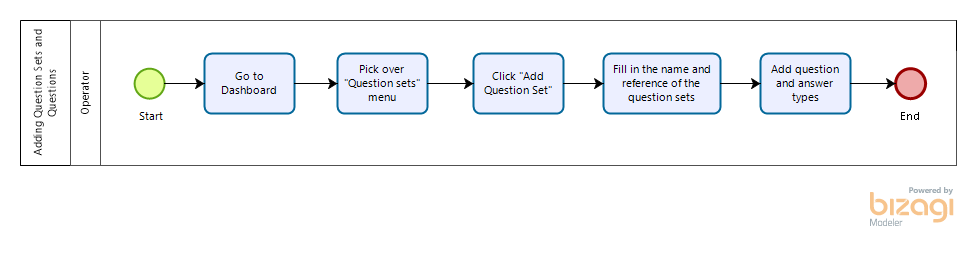 Adding Question Sets and
Questions
Operator
Start
Go to
Dashboard
Pick over
"Question sets"
menu
Click "Add
Question Set"
Fill in the name and
reference of the
question sets
Add question
and answer
types
End
Powered by
bizagi
Modeler